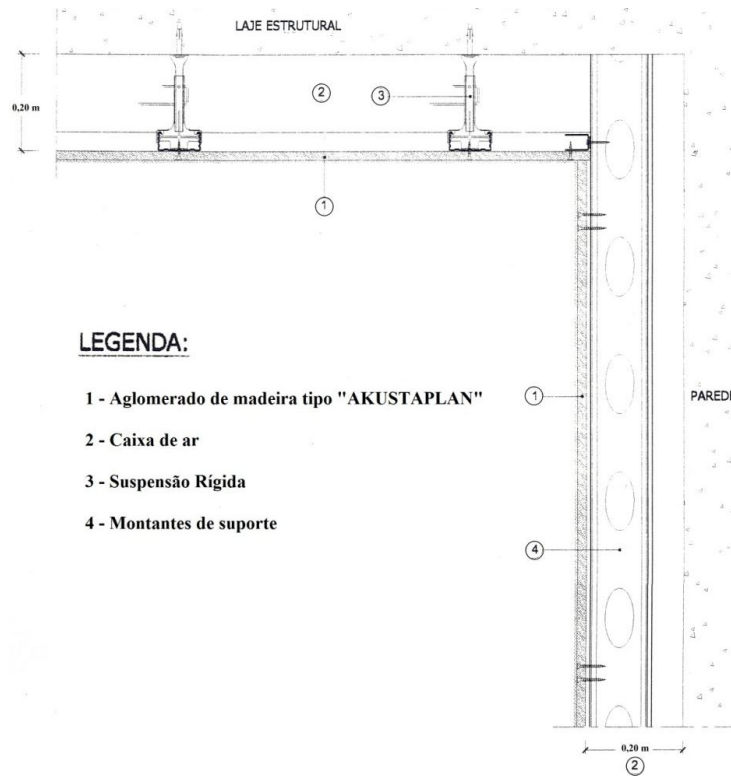 LAJE ESTRUTURAL
0,20 m
2
3
1
LEGENDA:
1 - Aglomerado de madeira tipo "AKUSTAPLAN"
2 - Caixa de ar
3 - Suspensão Rígida
4 - Montantes de suporte
1
PAREDE
4
0,20 m
2